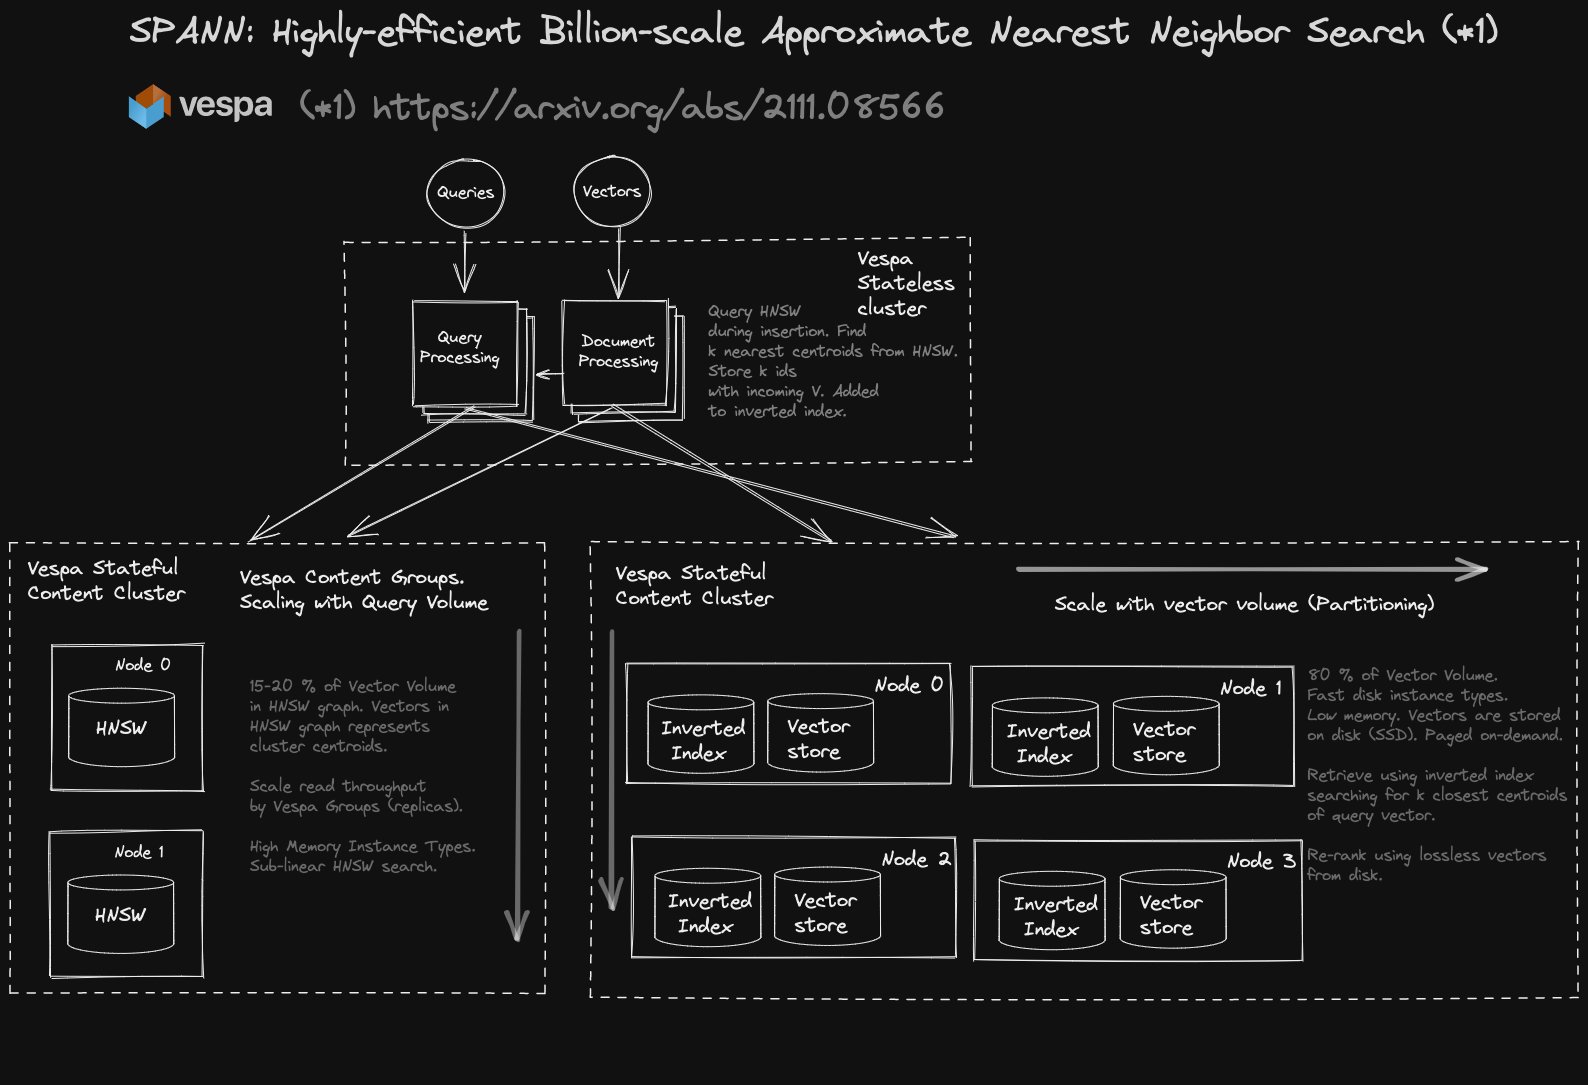 SPANN: Highly-efficient Billion-scale Approximate Nearest Neighbor Search (*1)
vespa (*1) https://arxiv.org/abs/2111.08566
Queries
Vectors
Vespa
Stateless
cluster
Query
Processing
Document
Processing
Query HNSW
during insertion. Find
k nearest centroids from HNSW.
Store k ids
with incoming V. Added
to inverted index.
Vespa Stateful
Content Cluster
Vespa Content Groups.
Scaling with Query Volume
Node 0
HNSW
Node 1
HNSW
15-20 % of Vector Volume
in HNSW graph. Vectors in
HNSW graph represents
cluster centroids.
Scale read throughput
by Vespa Groups (replicas).
High Memory Instance Types.
Sub-linear HNSW search.
Vespa Stateful
Content Cluster
Scale with vector volume (Partitioning)
Node 0
Inverted
Index
Vector
store
Node 1
Inverted
Index
Vector
store
Node 2
Inverted
Index
Vector
store
Node 3
Inverted
Index
Vector
store
80 % of Vector Volume.
Fast disk instance types.
Low memory. Vectors are stored
on disk (SSD). Paged on-demand.
Retrieve using inverted index
searching for k closest centroids
of query vector.
Re-rank using lossless vectors
from disk.